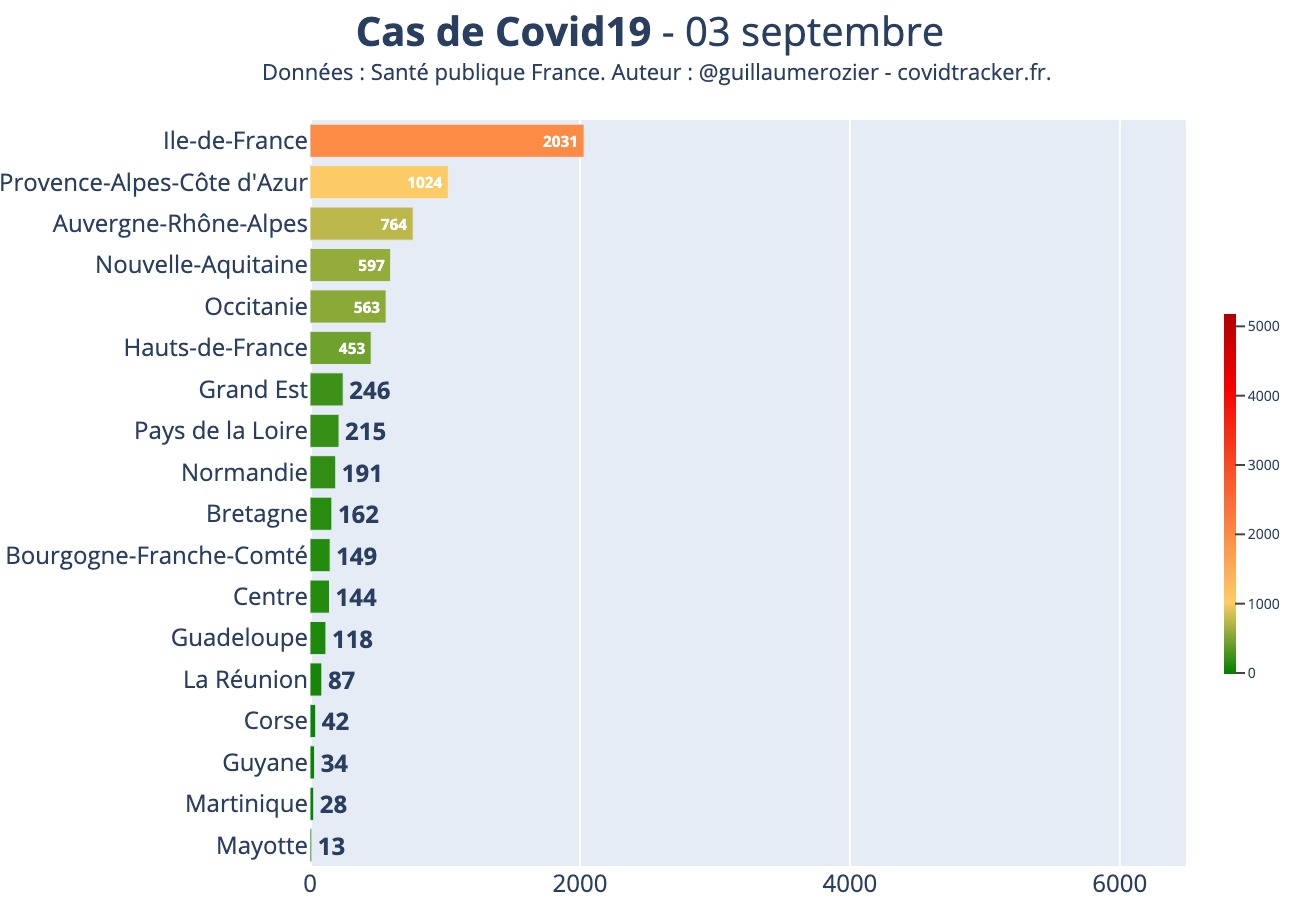 Cas de Covid19 - 03 septembre
Données : Santé publique France. Auteur : @guillaumerozier - covidtracker.fr.
Ile-de-France 2031
Provence-Alpes-Côte d'Azur 1024
Auvergne-Rhône-Alpes 764
Nouvelle-Aquitaine 597
Occitanie 563
Hauts-de-France 453
Grand Est 246
Pays de la Loire 215
Normandie 191
Bretagne 162
Bourgogne-Franche-Comté 149
Centre 144
Guadeloupe 118
La Réunion 87
Corse 42
Guyane 34
Martinique 28
Mayotte 13
0 2000 4000 6000
5000
4000
3000
2000
1000
0